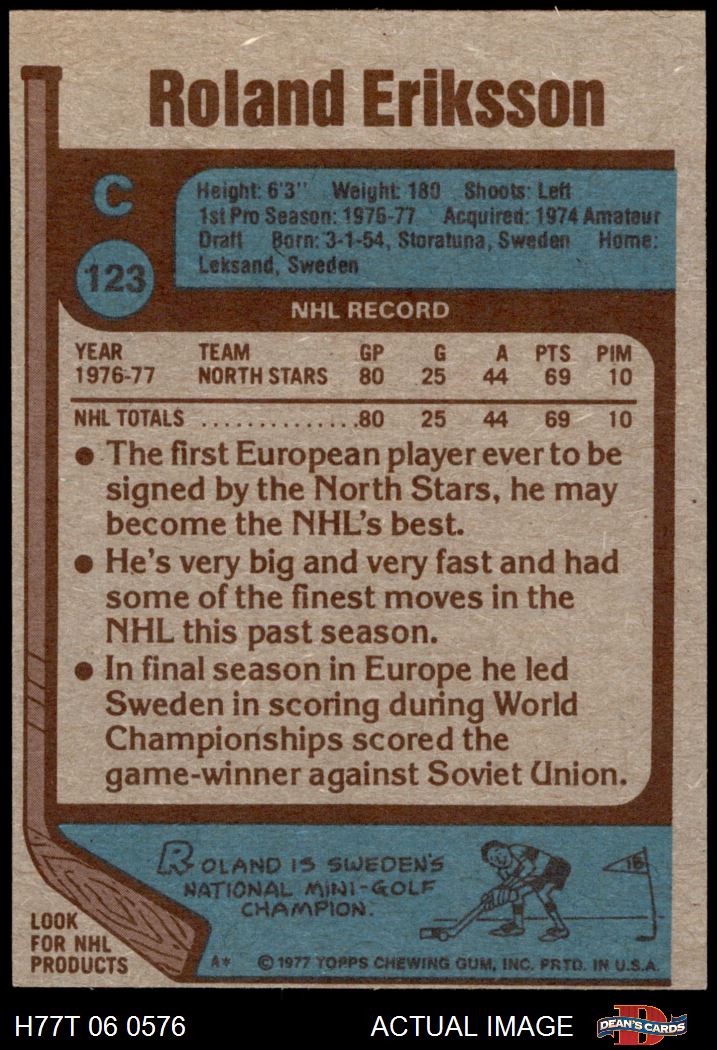 Roland Eriksson
C
123
Height: 6'3" Weight: 180 Shoots: Left
1st Pro Season: 1976-77 Acquired: 1974 Amateur
Draft Born: 3-1-54, Storatuna, Sweden Home:
Leksand, Sweden
NHL RECORD
YEAR TEAM GP G A PTS PIM
1976-77 NORTH STARS 80 25 44 69 10
NHL TOTALS ..............80 25 44 69 10
• The first European player ever to be
signed by the North Stars, he may
become the NHL's best.
• He's very big and very fast and had
some of the finest moves in the
NHL this past season.
• In final season in Europe he led
Sweden in scoring during World
Championships scored the
game-winner against Soviet Union.
ROLAND IS SWEDEN'S
NATIONAL MINI-GOLF
CHAMPION.
18
LOOK
FOR NHL
PRODUCTS
A* © 1977 TOPPS CHEWING GUM, INC. PRTD. IN U.S.A.
H77T 06 0576 ACTUAL IMAGE D DEAN'S CARDS